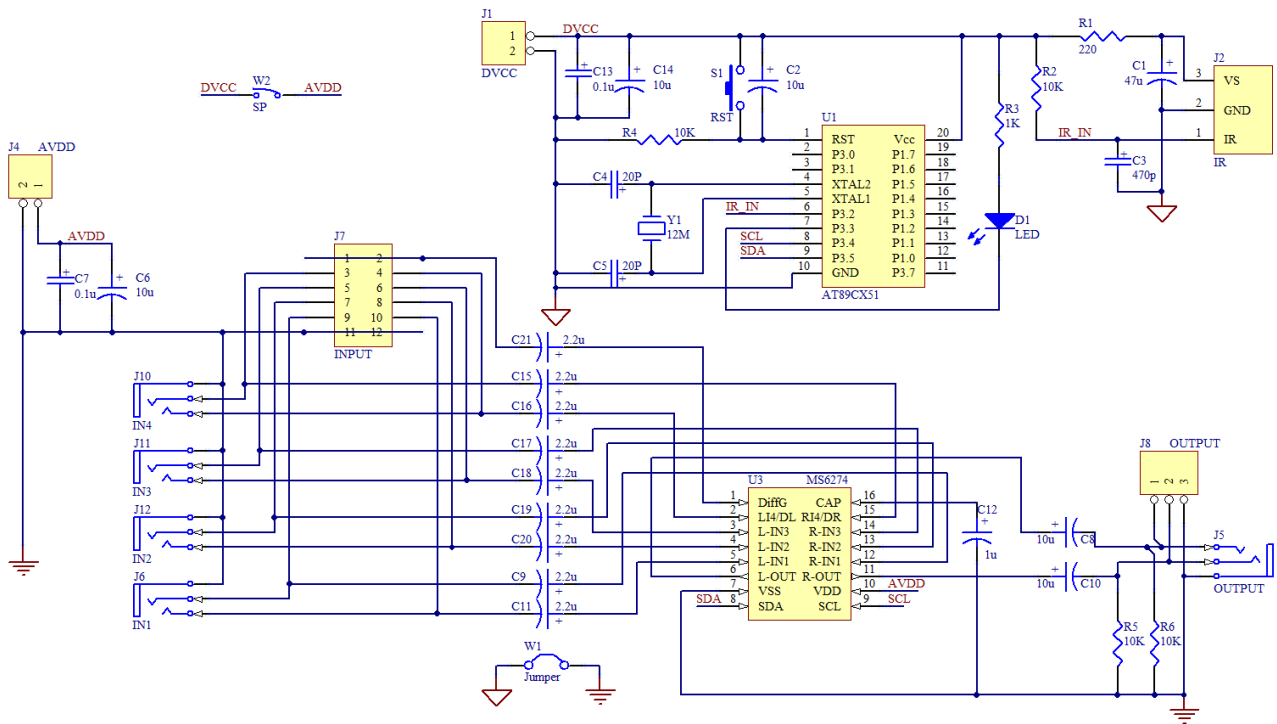 J1
1
2
DVCC
DVCC
C13
0.1u
+
C14
10u
+
S1
RST
C2
10u
+
R1
220
C1
47u
+
J2
3 VS
2 GND
1 IR
IR
R2
10K
R3
1K
IR_IN
C3
470p
+
DVCC
W2
SP
AVDD
R4 10K
U1
1 RST Vcc 20
2 P3.0 P1.7 19
3 P3.1 P1.6 18
4 XTAL2 P1.5 17
5 XTAL1 P1.4 16
6 P3.2 P1.3 15
7 P3.3 P1.2 14
8 P3.4 P1.1 13
9 P3.5 P1.0 12
10 GND P3.7 11
AT89CX51
C4 20P
+
Y1
12M
C5 20P
+
IR_IN
SCL
SDA
D1
LED
J4 AVDD
2 1
AVDD
C7
0.1u
+
C6
10u
+
J7
1 2
3 4
5 6
7 8
9 10
11 12
INPUT
C21 2.2u
+
J10
IN4
C15 2.2u
+
C16 2.2u
+
J11
IN3
C17 2.2u
+
C18 2.2u
+
J12
IN2
C19 2.2u
+
C20 2.2u
+
J6
IN1
C9 2.2u
+
C11 2.2u
+
U3 MS6274
1 DiffG CAP 16
2 LI4/DL RI4/DR 15
3 L-IN3 R-IN3 14
4 L-IN2 R-IN2 13
5 L-IN1 R-IN1 12
6 L-OUT R-OUT 11
7 VSS VDD 10
8 SDA SCL 9
SDA
AVDD
SCL
C12
+
1u
J8 OUTPUT
1 2 3
+
10u C8
+
10u C10
J5
OUTPUT
R5
10K
R6
10K
W1
Jumper